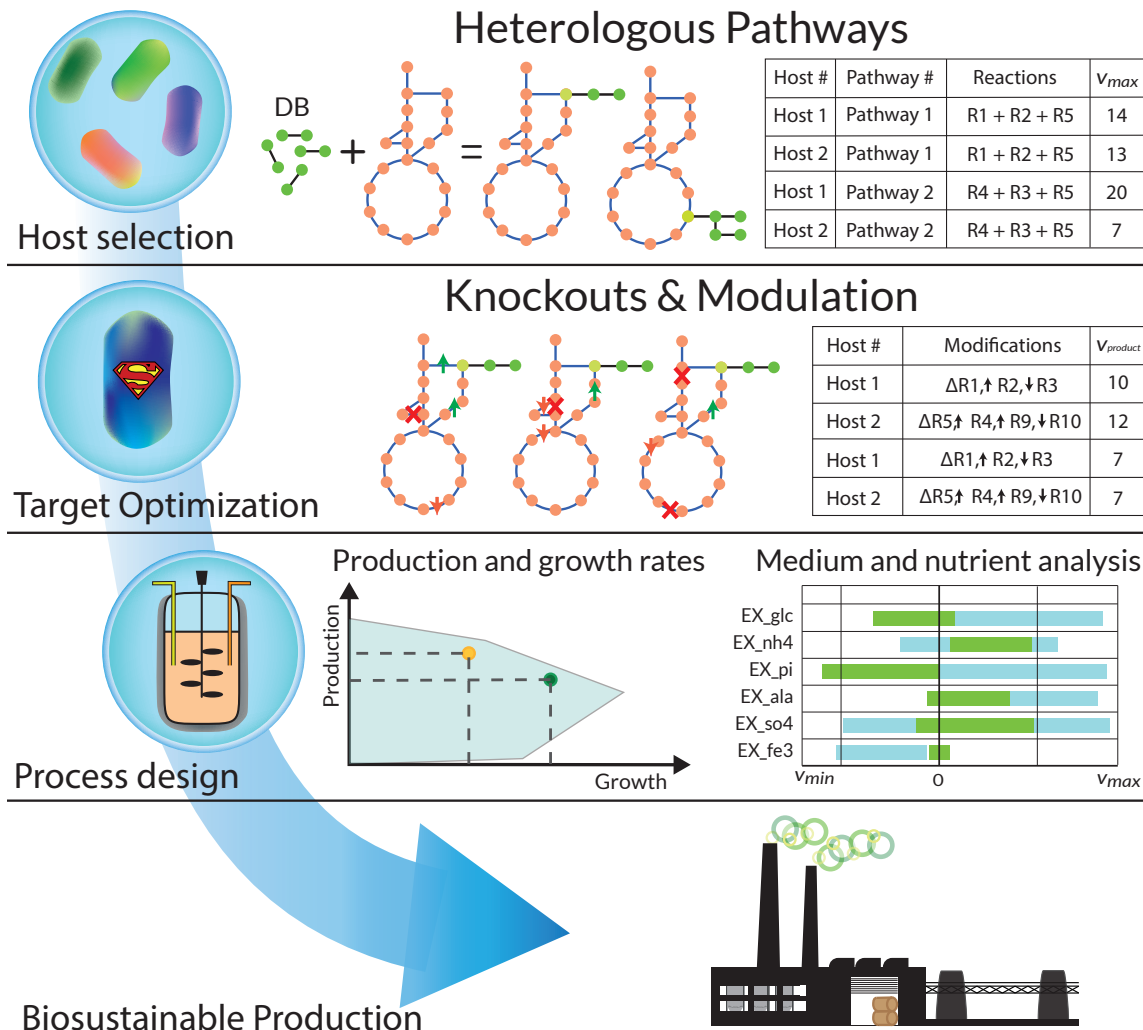 Heterologous Pathways
DB
+
=
Host # Pathway # Reactions vmax
Host 1 Pathway 1 R1 + R2 + R5 14
Host 2 Pathway 1 R1 + R2 + R5 13
Host 1 Pathway 2 R4 + R3 + R5 20
Host 2 Pathway 2 R4 + R3 + R5 7
Host selection
Knockouts & Modulation
S
Host # Modifications vproduct
Host 1 ΔR1,↑ R2,↓R3 10
Host 2 ΔR5,↑ R4,↑ R9,↓R10 12
Host 1 ΔR1,↑ R2,↓R3 7
Host 2 ΔR5,↑ R4,↑ R9,↓R10 7
Target Optimization
Production and growth rates
Production
Growth
Medium and nutrient analysis
EX_glc
EX_nh4
EX_pi
EX_ala
EX_so4
EX_fe3
vmin 0 vmax
Process design
Biosustainable Production